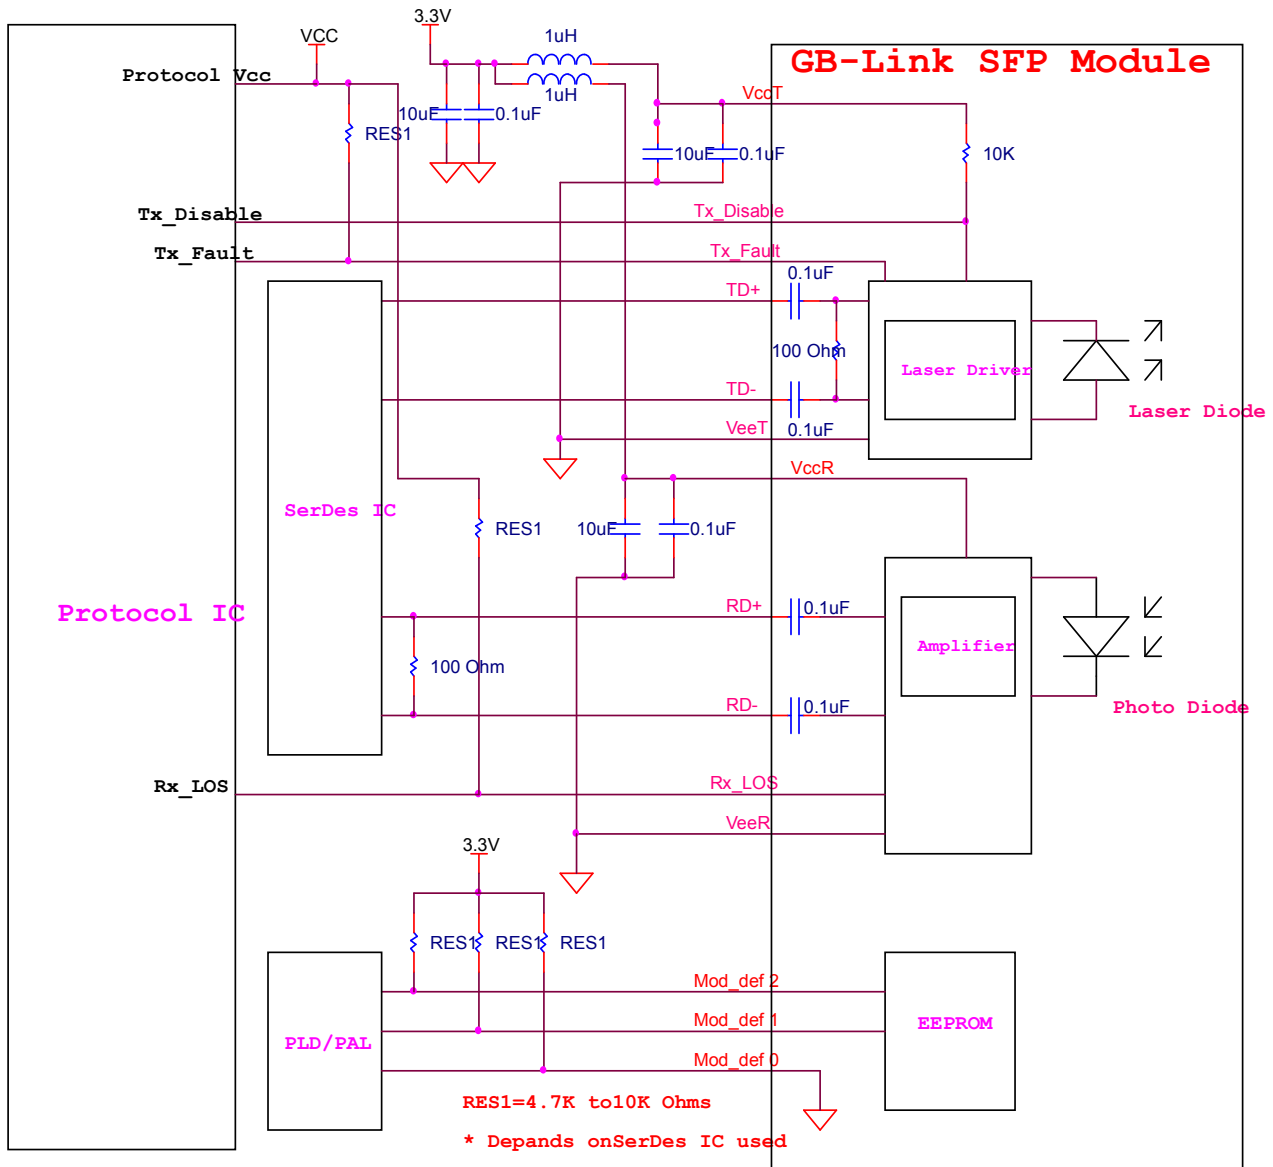 3.3V
VCC
1uH
GB-Link SFP Module
Protocol Vcc
1uH
VccT
10uF
0.1uF
RES1
10uF
0.1uF
10K
Tx_Disable
Tx_Disable
Tx_Fault
Tx_Fault
0.1uF
TD+
100 Ohm
Laser Driver
TD-
Laser Diode
0.1uF
VeeT
VccR
SerDes IC
RES1
10uF
0.1uF
Protocol IC
RD+
0.1uF
Amplifier
100 Ohm
RD-
0.1uF
Photo Diode
Rx_LOS
Rx_LOS
VeeR
3.3V
RES1
RES1
RES1
Mod_def 2
EEPROM
Mod_def 1
PLD/PAL
Mod_def 0
RES1=4.7K to10K Ohms
* Depands onSerDes IC used